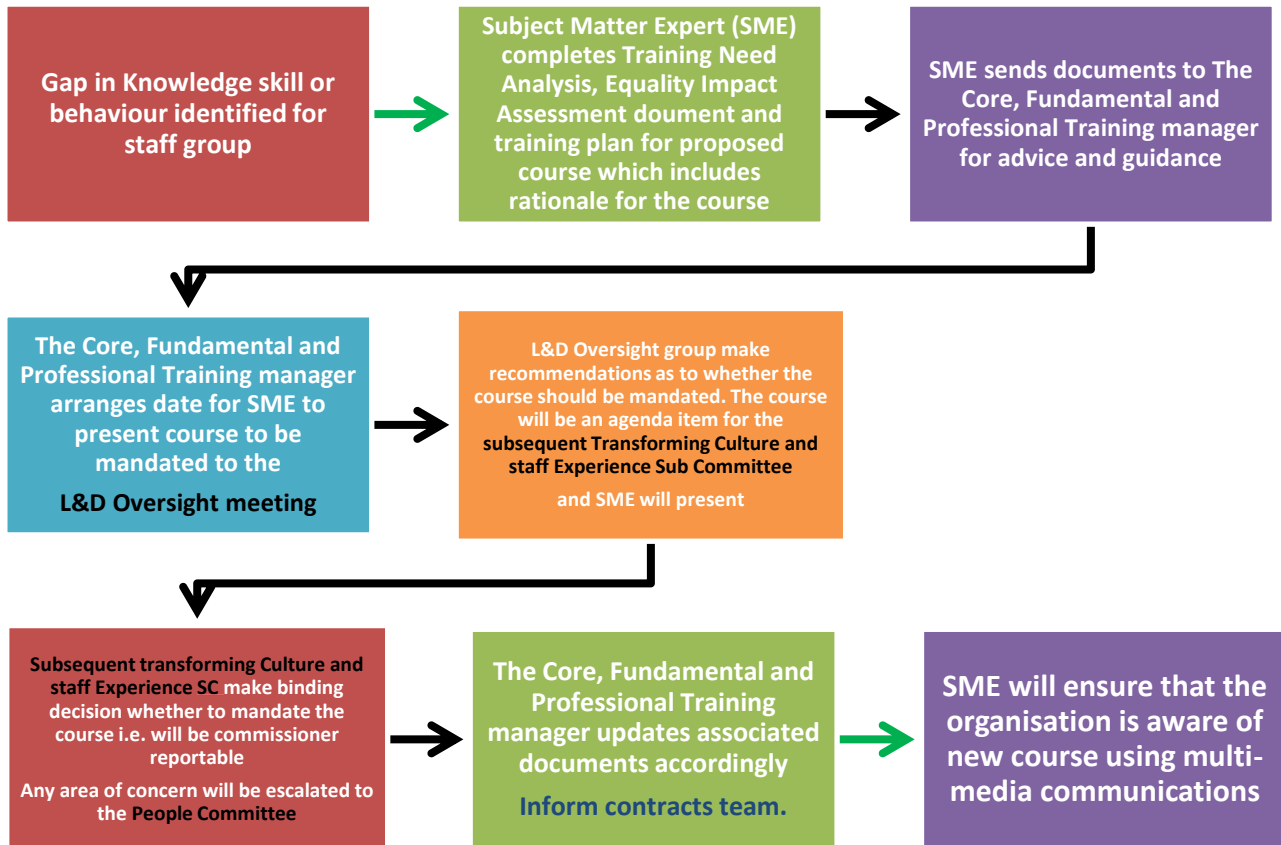 Gap in Knowledge skill or
behaviour identified for
staff group
Subject Matter Expert (SME)
completes Training Need
Analysis, Equality Impact
Assessment doument and
training plan for proposed
course which includes
rationale for the course
SME sends documents to The
Core, Fundamental and
Professional Training manager
for advice and guidance
The Core, Fundamental and
Professional Training manager
arranges date for SME to
present course to be
mandated to the
L&D Oversight meeting
L&D Oversight group make
recommendations as to whether the
course should be mandated. The course
will be an agenda item for the
subsequent Transforming Culture and
staff Experience Sub Committee
and SME will present
Subsequent transforming Culture and
staff Experience SC make binding
decision whether to mandate the
course i.e. will be commissioner
reportable
Any area of concern will be escalated to
the People Committee
The Core, Fundamental and
Professional Training
manager updates associated
documents accordingly
Inform contracts team.
SME will ensure that the
organisation is aware of
new course using multi-
media communications